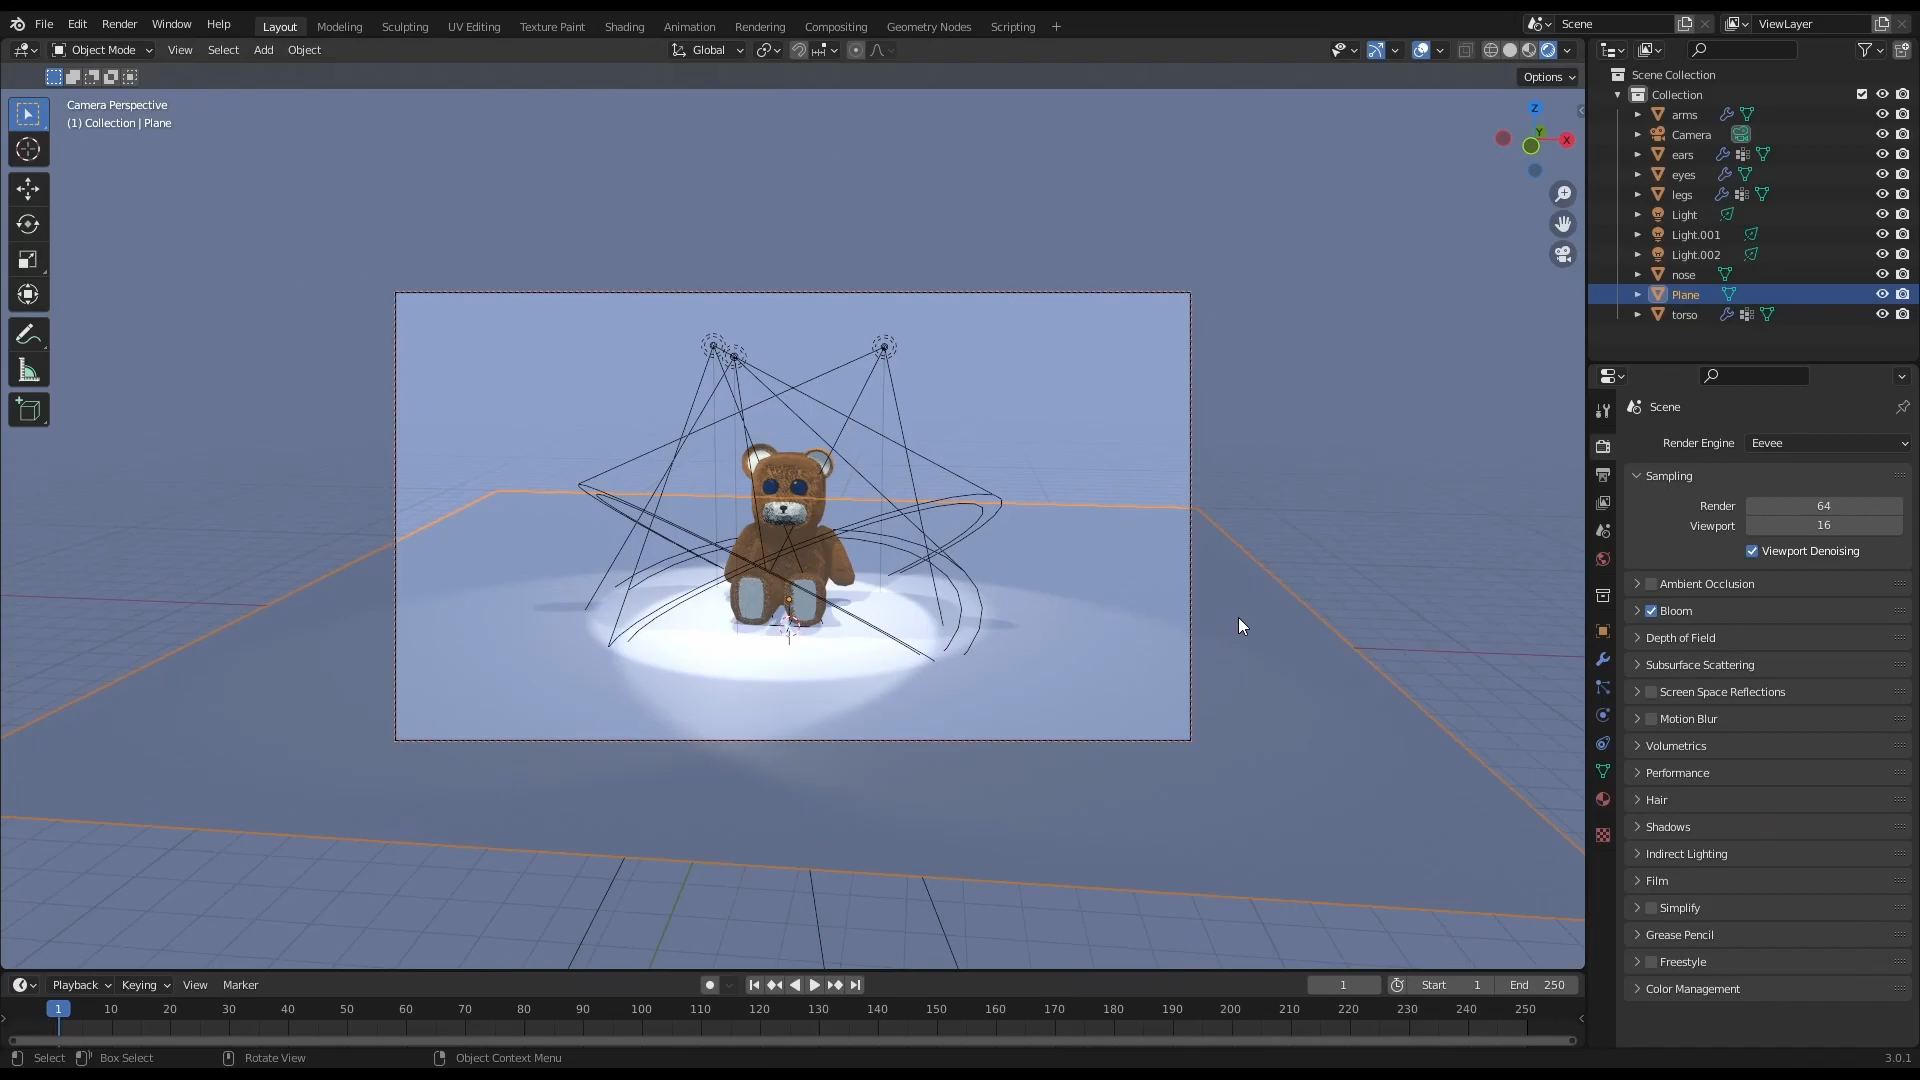 File Edit Render Window Help Layout Modeling Sculpting UV Editing Texture Paint Shading Animation Rendering Compositing Geometry Nodes Scripting + Scene ViewLayer
Object Mode View Select Add Object Global
Options
Camera Perspective
(1) Collection | Plane
Z
Y
X
Scene Collection
Collection
arms
Camera
ears
eyes
legs
Light
Light.001
Light.002
nose
Plane
torso
Scene
Render Engine Eevee
Sampling
Render 64
Viewport 16
Viewport Denoising
Ambient Occlusion
Bloom
Depth of Field
Subsurface Scattering
Screen Space Reflections
Motion Blur
Volumetrics
Performance
Hair
Shadows
Indirect Lighting
Film
Simplify
Grease Pencil
Freestyle
Color Management
Playback Keying View Marker 1 Start 1 End 250
1 10 20 30 40 50 60 70 80 90 100 110 120 130 140 150 160 170 180 190 200 210 220 230 240 250
Select Box Select Rotate View Object Context Menu 3.0.1